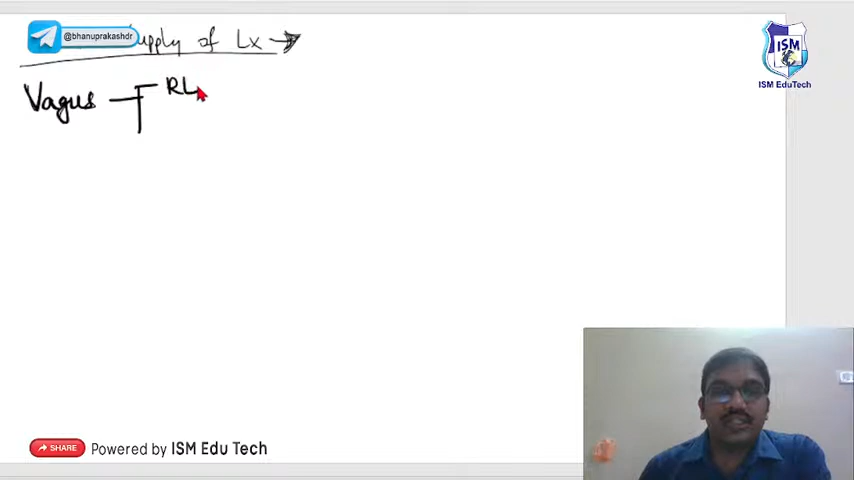 @bhanuprakashdr upply of Lx →
ISM
ISM EduTech
Vagus RL
SHARE Powered by ISM Edu Tech